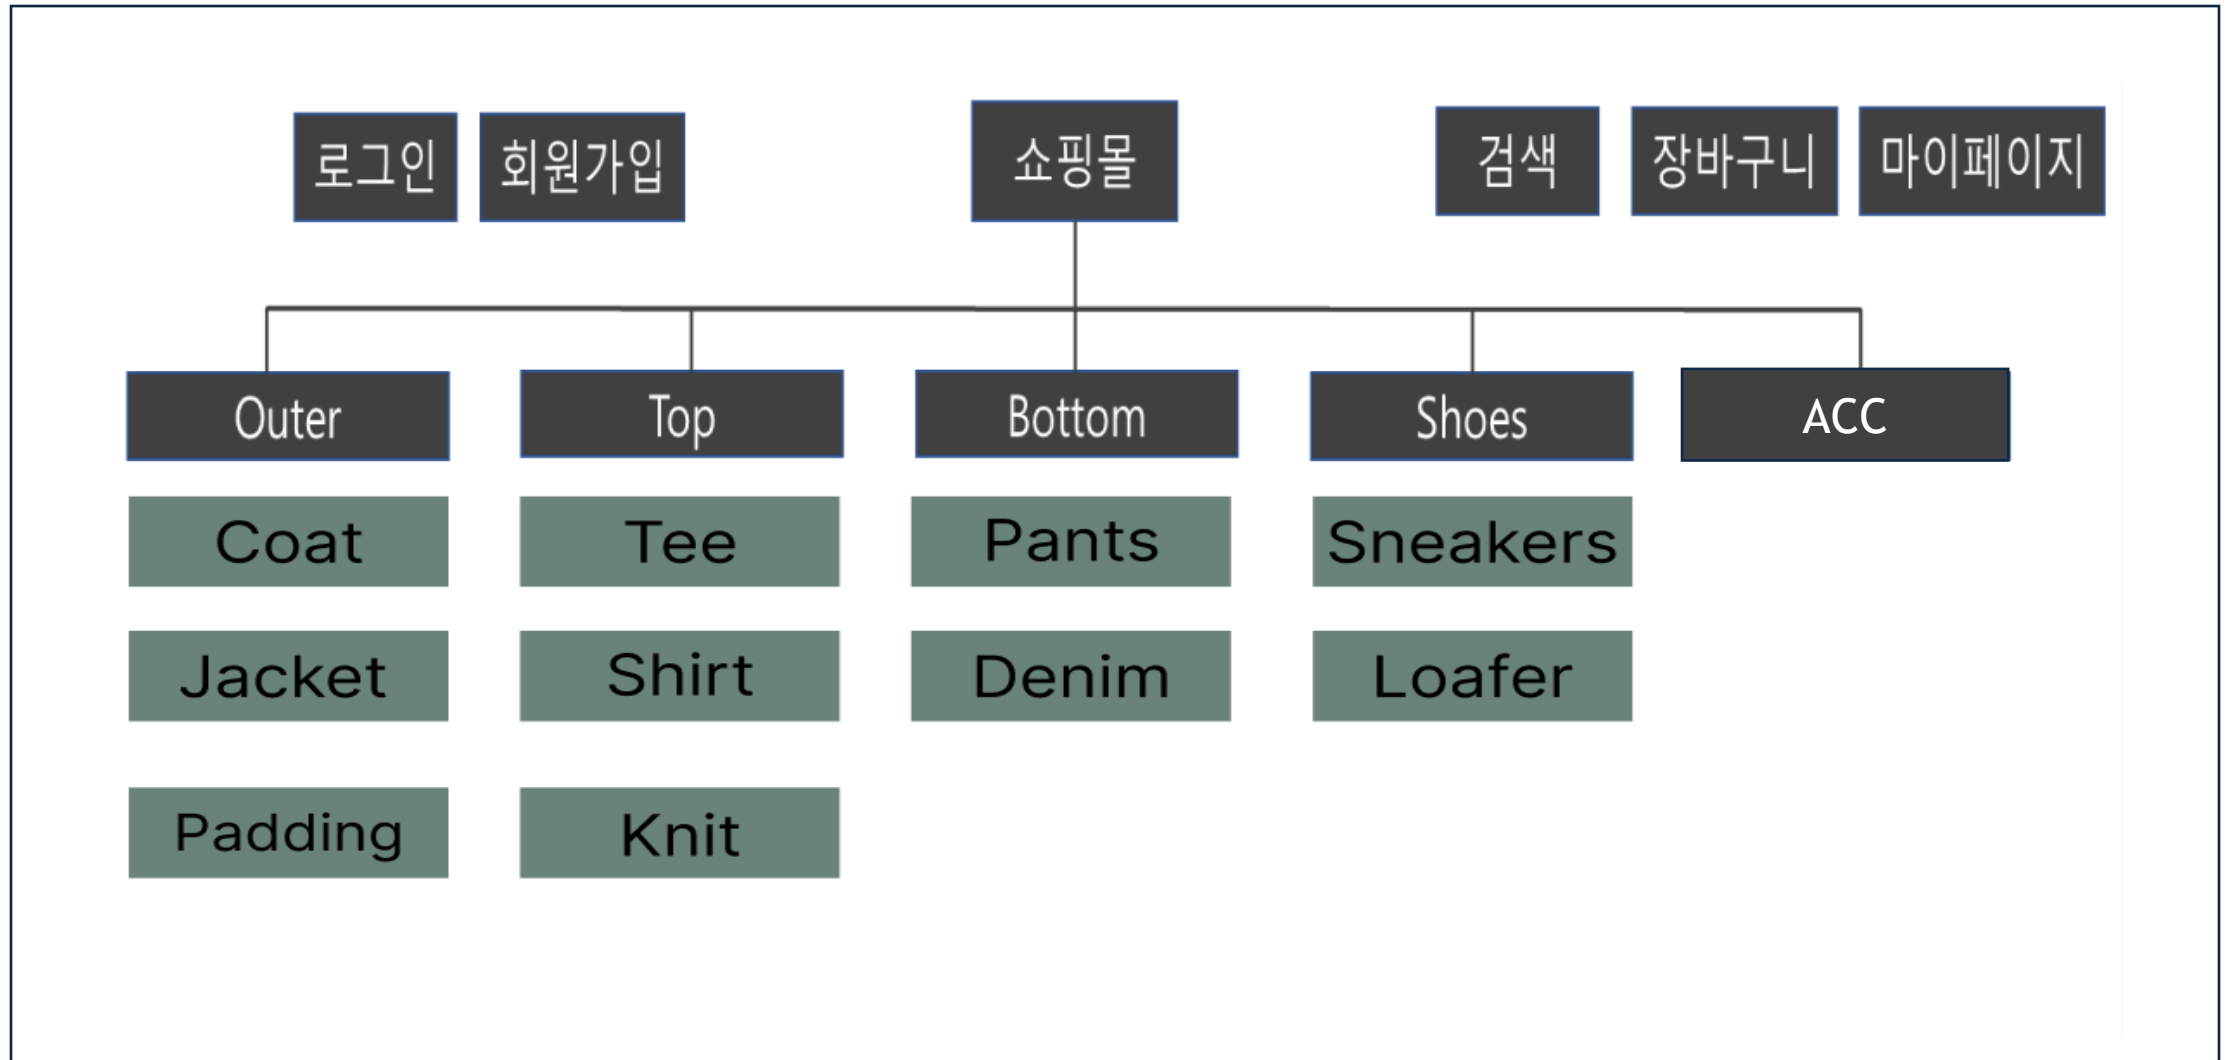 로그인 회원가입 쇼핑몰 검색 장바구니 마이페이지
Outer Top Bottom Shoes ACC
Coat Tee Pants Sneakers
Jacket Shirt Denim Loafer
Padding Knit